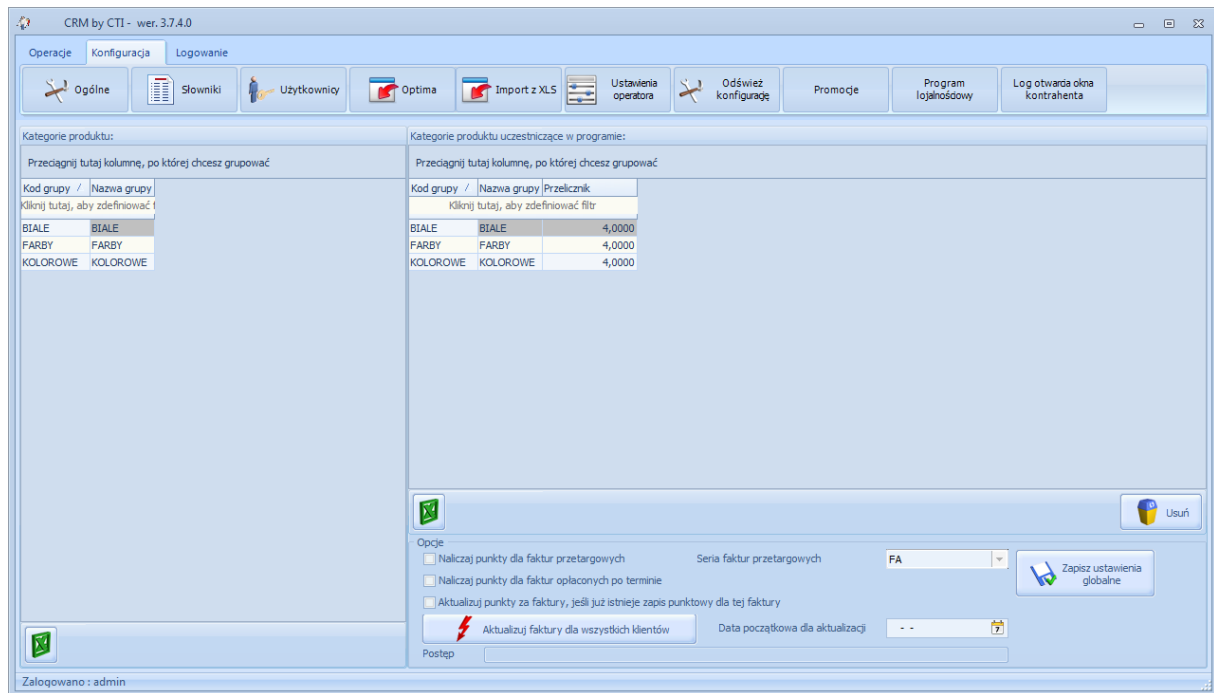 CRM by CTI - wer. 3.7.4.0
Operacje Konfiguracja Logowanie
Ogólne Słowniki Użytkownicy Optima Import z XLS Ustawienia operatora Odśwież konfigurację Promocje Program lojalnośdowy Log otwarcia okna kontrahenta
Kategorie produktu:
Przeciągnij tutaj kolumnę, po której chcesz grupować
Kod grupy / Nazwa grupy
Kliknij tutaj, aby zdefiniować f
BIALE BIALE
FARBY FARBY
KOLOROWE KOLOROWE
Kategorie produktu uczestniczące w programie:
Przeciągnij tutaj kolumnę, po której chcesz grupować
Kod grupy / Nazwa grupy Przelicznik
Kliknij tutaj, aby zdefiniować filtr
BIALE BIALE 4,0000
FARBY FARBY 4,0000
KOLOROWE KOLOROWE 4,0000
Usuń
Opcje
Naliczaj punkty dla faktur przetargowych Seria faktur przetargowych FA
Zapisz ustawienia globalne
Naliczaj punkty dla faktur opłaconych po terminie
Aktualizuj punkty za faktury, jeśli już istnieje zapis punktowy dla tej faktury
Aktualizuj faktury dla wszystkich klientów Data początkowa dla aktualizacji - - 7
Postęp
Zalogowano : admin